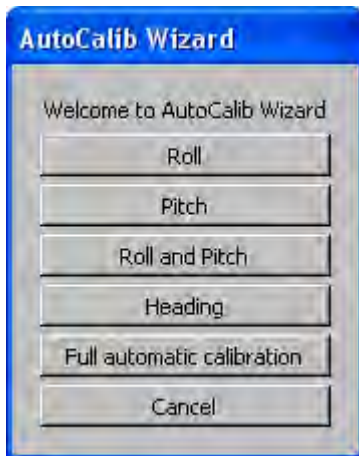 AutoCalib Wizard
Welcome to AutoCalib Wizard
Roll
Pitch
Roll and Pitch
Heading
Full automatic calibration
Cancel